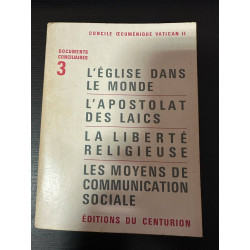 CONCILE ŒCUMÉNIQUE VATICAN II
DOCUMENTS
CONCILIAIRES
3
L'ÉGLISE DANS
LE MONDE
L'APOSTOLAT
DES LAICS
LA LIBERTÉ
RELIGIEUSE
LES MOYENS DE
COMMUNICATION
SOCIALE
ÉDITIONS DU CENTURION